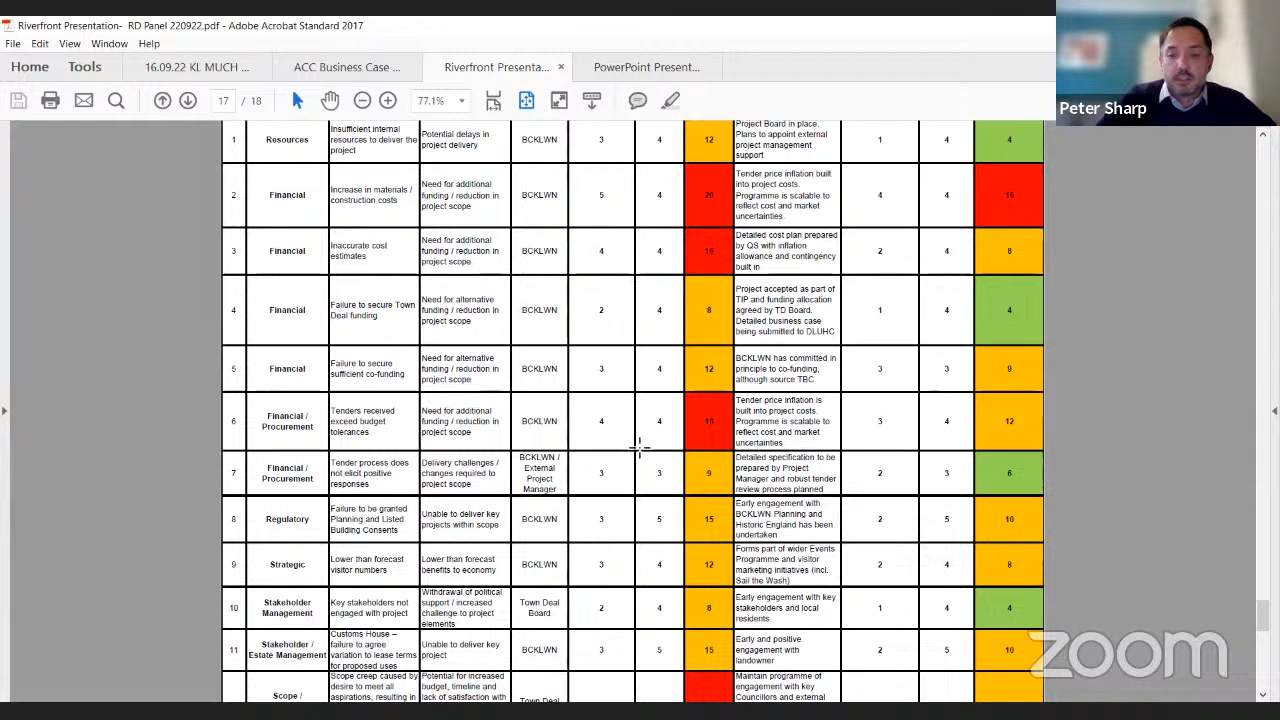 Riverfront Presentation- RD Panel 220922.pdf - Adobe Acrobat Standard 2017
File Edit View Window Help
Home Tools 16.09.22 KL MUCH ... ACC Business Case ... Riverfront Presenta... × PowerPoint Present...
17 / 18 77.1%
Peter Sharp
1 Resources
Insufficient internal
resources to deliver the
project
Potential delays in
project delivery
BCKLWN 3 4 12
Project Board in place.
Plans to appoint external
project management
support
1 4 4
2 Financial
Increase in materials /
construction costs
Need for additional
funding / reduction in
project scope
BCKLWN 5 4 20
Tender price inflation built
into project costs.
Programme is scalable to
reflect cost and market
uncertainties.
4 4 16
3 Financial
Inaccurate cost
estimates
Need for additional
funding / reduction in
project scope
BCKLWN 4 4 16
Detailed cost plan prepared
by QS with inflation
allowance and contingency
built in
2 4 8
4 Financial
Failure to secure Town
Deal funding
Need for alternative
funding / reduction in
project scope
BCKLWN 2 4 8
Project accepted as part of
TIP and funding allocation
agreed by TD Board.
Detailed business case
being submitted to DLUHC
1 4 4
5 Financial
Failure to secure
sufficient co-funding
Need for alternative
funding / reduction in
project scope
BCKLWN 3 4 12
BCKLWN has committed in
principle to co-funding,
although source TBC
3 3 9
6 Financial /
Procurement
Tenders received
exceed budget
tolerances
Need for additional
funding / reduction in
project scope
BCKLWN 4 4 16
Tender price inflation is
built into project costs.
Programme is scalable to
reflect cost and market
uncertainties
3 4 12
7 Financial /
Procurement
Tender process does
not elicit positive
responses
Delivery challenges /
changes required to
project scope
BCKLWN /
External
Project
Manager
3 3 9
Detailed specification to be
prepared by Project
Manager and robust tender
review process planned
2 3 6
8 Regulatory
Failure to be granted
Planning and Listed
Building Consents
Unable to deliver key
projects within scope
BCKLWN 3 5 15
Early engagement with
BCKLWN Planning and
Historic England has been
undertaken
2 5 10
9 Strategic
Lower than forecast
visitor numbers
Lower than forecast
benefits to economy
BCKLWN 3 4 12
Forms part of wider Events
Programme and visitor
marketing initiatives (incl.
Sail the Wash)
2 4 8
10 Stakeholder
Management
Key stakeholders not
engaged with project
Withdrawal of political
support / increased
challenge to project
elements
Town Deal
Board
2 4 8
Early engagement with key
stakeholders and local
residents
1 4 4
11 Stakeholder /
Estate Management
Customs House –
failure to agree
variation to lease terms
for proposed uses
Unable to deliver key
project
BCKLWN 3 5 15
Early and positive
engagement with
landowner
2 5 10
Scope /
Scope creep caused by
desire to meet all
aspirations, resulting in
Potential for increased
budget, timeline and
lack of satisfaction with
Town Deal
Maintain programme of
engagement with key
Councillors and external
zoom